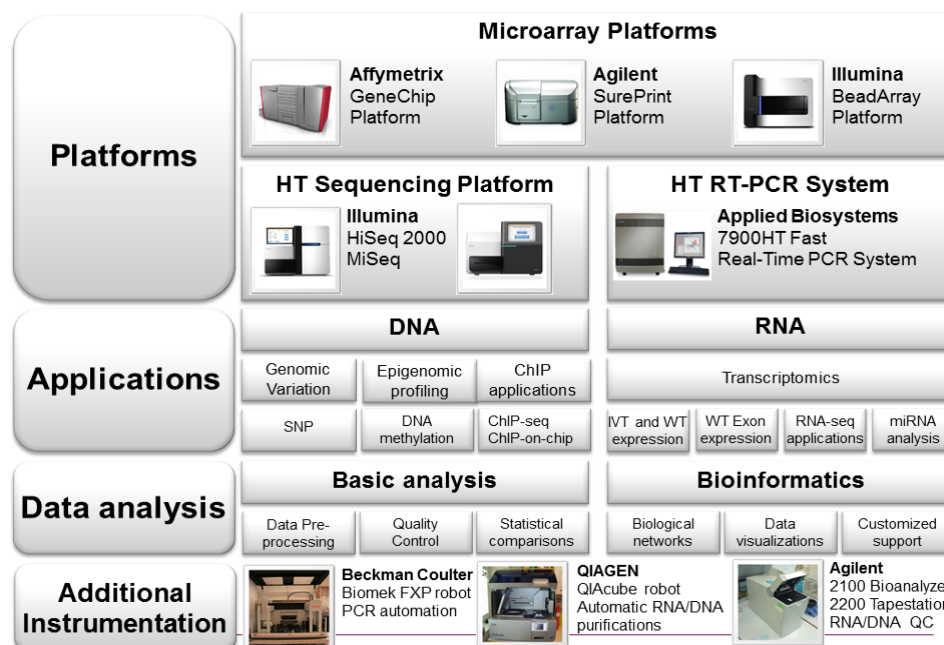 Platforms
Microarray Platforms
Affymetrix
GeneChip
Platform
Agilent
SurePrint
Platform
Illumina
BeadArray
Platform
HT Sequencing Platform
Illumina
HiSeq 2000
MiSeq
HT RT-PCR System
Applied Biosystems
7900HT Fast
Real-Time PCR System
Applications
DNA
RNA
Genomic
Variation
Epigenomic
profiling
ChIP
applications
Transcriptomics
SNP
DNA
methylation
ChIP-seq
ChIP-on-chip
IVT and WT
expression
WT Exon
expression
RNA-seq
applications
miRNA
analysis
Data analysis
Basic analysis
Bioinformatics
Data Pre-
processing
Quality
Control
Statistical
comparisons
Biological
networks
Data
visualizations
Customized
support
Additional
Instrumentation
Beckman Coulter
Biomek FXP robot
PCR automation
QIAGEN
QIAcube robot
Automatic RNA/DNA
purifications
Agilent
2100 Bioanalyze
2200 Tapestation
RNA/DNA QC